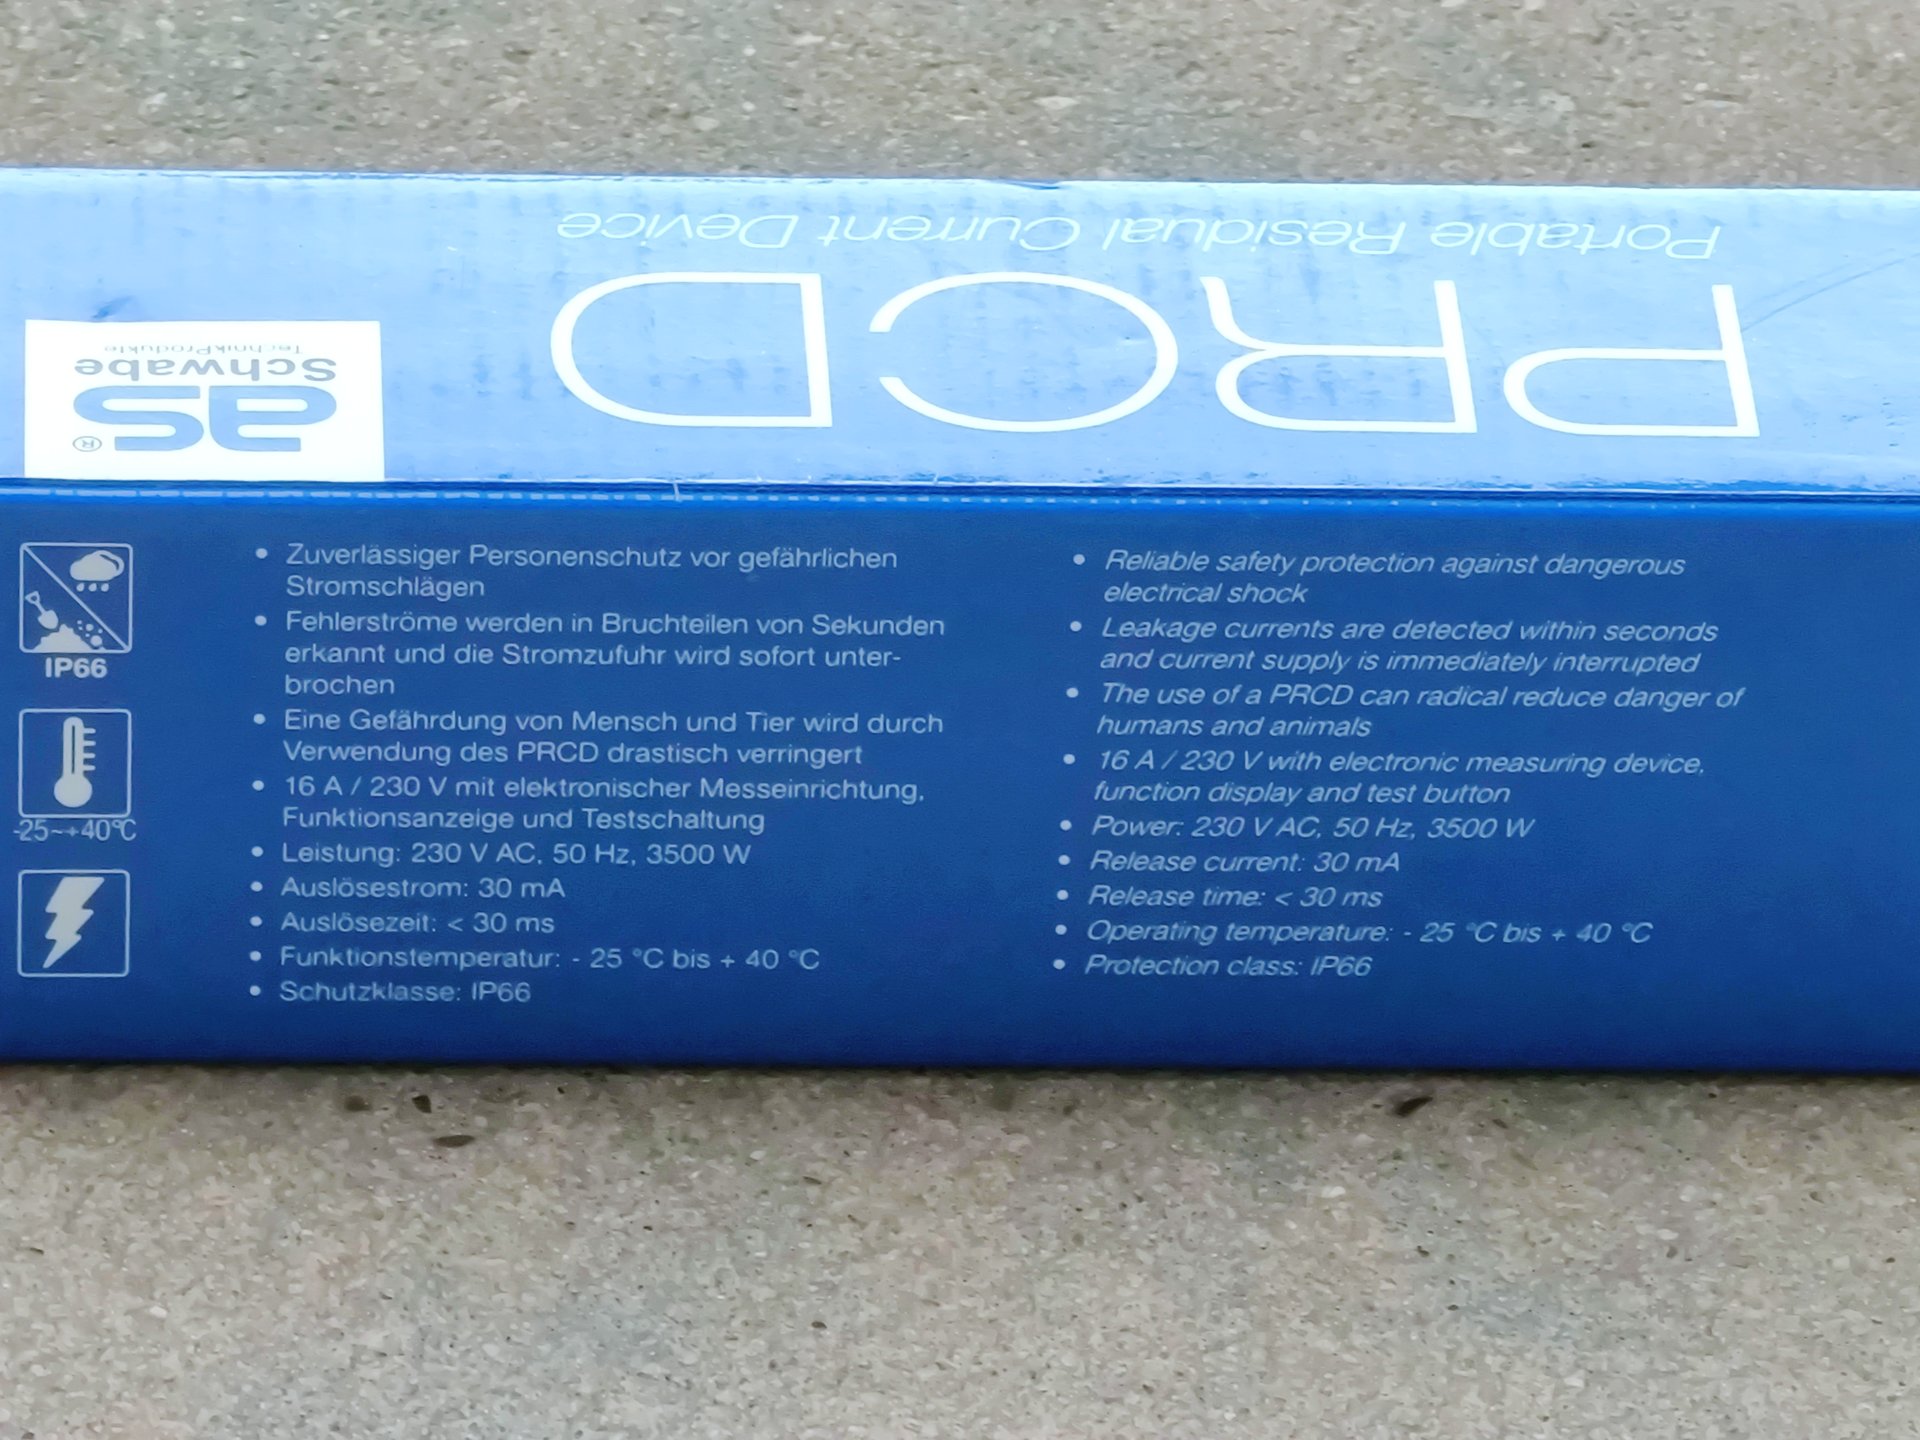 Portable Residual Current Device
PRCD
as®
Schwabe
TechnikProdukte
IP66
-25~+40°C
• Zuverlässiger Personenschutz vor gefährlichen
Stromschlägen
• Fehlerströme werden in Bruchteilen von Sekunden
erkannt und die Stromzufuhr wird sofort unter-
brochen
• Eine Gefährdung von Mensch und Tier wird durch
Verwendung des PRCD drastisch verringert
• 16 A / 230 V mit elektronischer Messeinrichtung,
Funktionsanzeige und Testschaltung
• Leistung: 230 V AC, 50 Hz, 3500 W
• Auslösestrom: 30 mA
• Auslösezeit: < 30 ms
• Funktionstemperatur: - 25 °C bis + 40 °C
• Schutzklasse: IP66
• Reliable safety protection against dangerous
electrical shock
• Leakage currents are detected within seconds
and current supply is immediately interrupted
• The use of a PRCD can radical reduce danger of
humans and animals
• 16 A / 230 V with electronic measuring device,
function display and test button
• Power: 230 V AC, 50 Hz, 3500 W
• Release current: 30 mA
• Release time: < 30 ms
• Operating temperature: - 25 °C bis + 40 °C
• Protection class: IP66